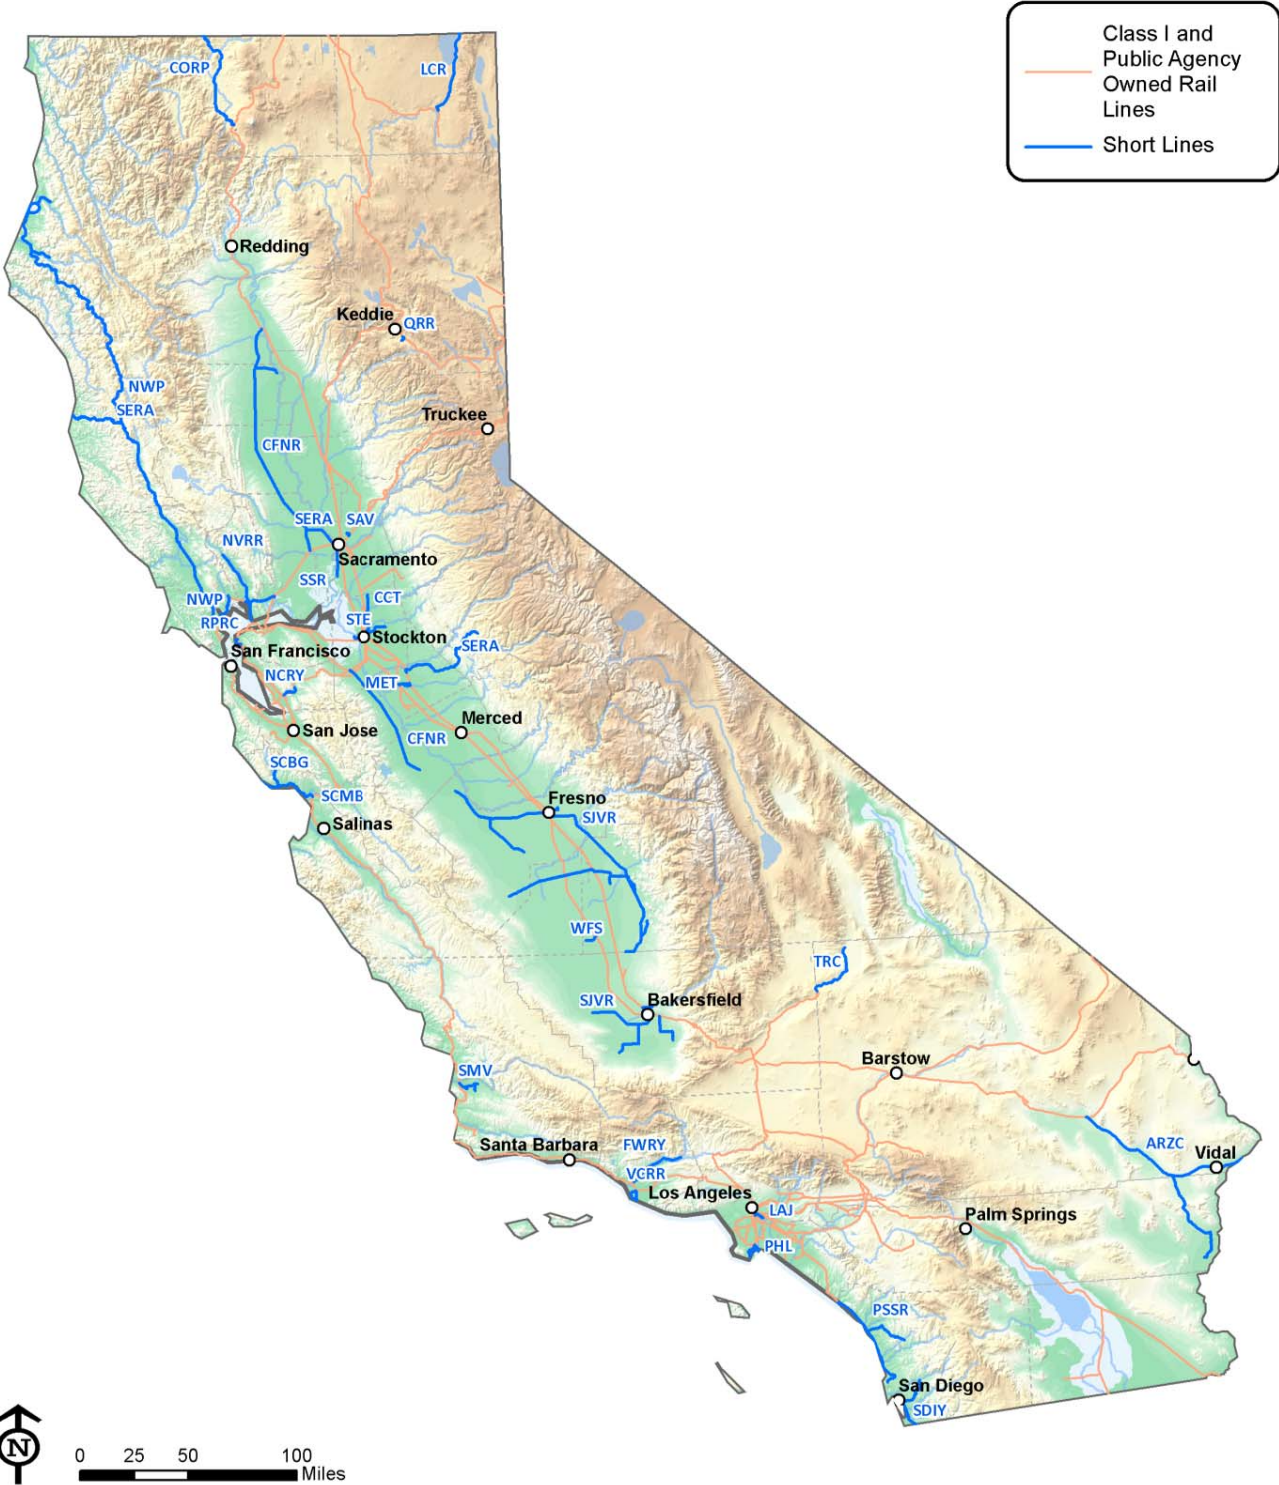 Class I and
Public Agency
Owned Rail
Lines
Short Lines
CORP
LCR
Redding
Keddie
QRR
NWP
SERA
Truckee
CFNR
SERA
SAV
NVRR
Sacramento
SSR
NWP
CCT
RPRC
STE
Stockton
San Francisco
SERA
NCRY
MET
Merced
San Jose
CFNR
SCBG
SCMB
Fresno
SJVR
Salinas
WFS
TRC
SJVR
Bakersfield
Barstow
SMV
Santa Barbara
FWRY
ARZC
Vidal
VCRR
Los Angeles
LAJ
Palm Springs
PHL
PSSR
San Diego
SDIY
N
0 25 50 100
Miles